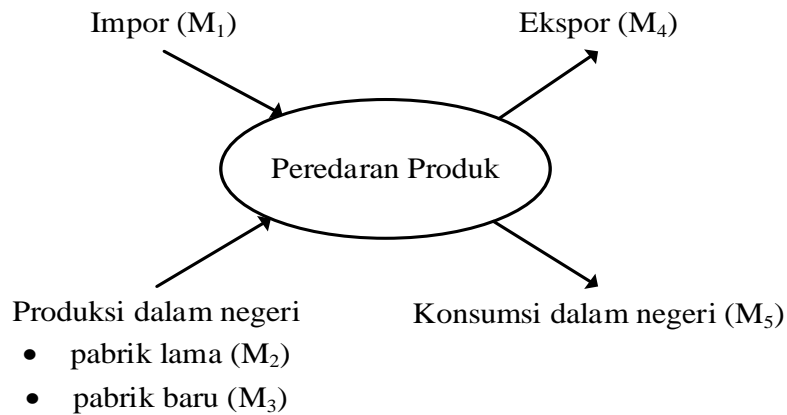 Impor (M₁)
Ekspor (M₄)
Peredaran Produk
Produksi dalam negeri
• pabrik lama (M₂)
• pabrik baru (M₃)
Konsumsi dalam negeri (M₅)